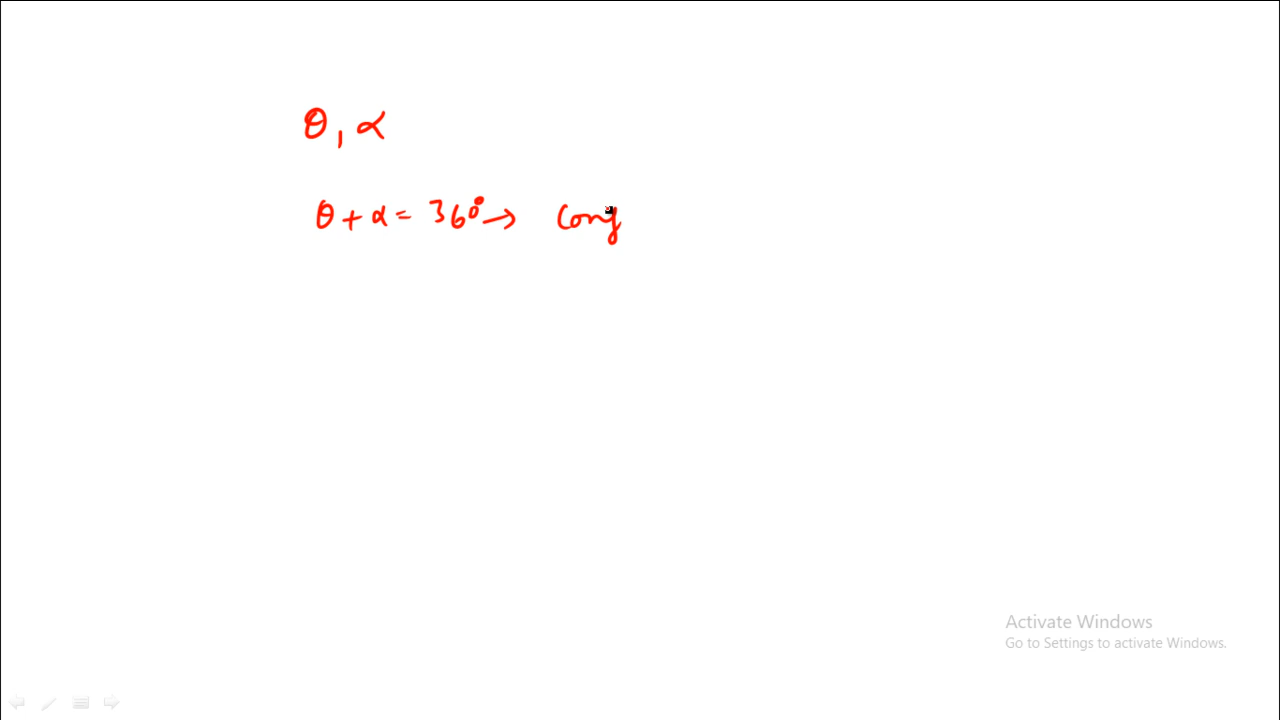 θ, α
θ + α = 360° → Conj
Activate Windows
Go to Settings to activate Windows.